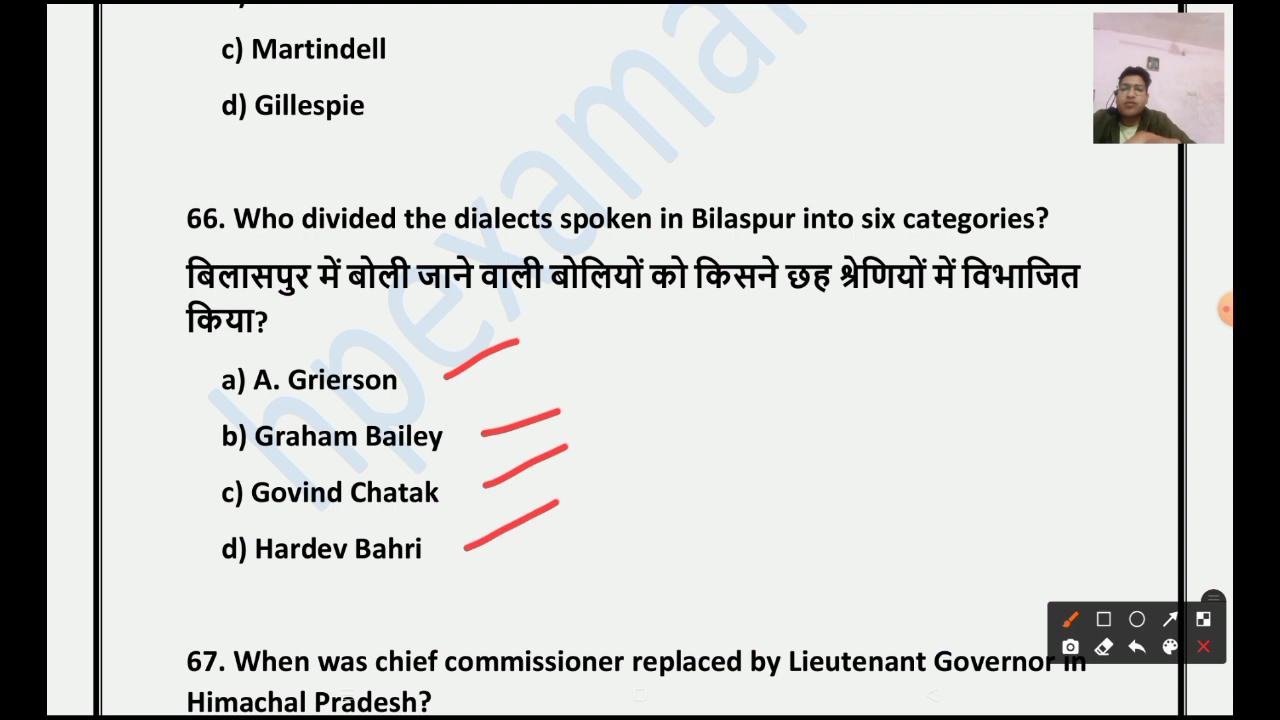 c) Martindell
d) Gillespie
66. Who divided the dialects spoken in Bilaspur into six categories?
बिलासपुर में बोली जाने वाली बोलियों को किसने छह श्रेणियों में विभाजित
किया?
a) A. Grierson
b) Graham Bailey
c) Govind Chatak
d) Hardev Bahri
67. When was chief commissioner replaced by Lieutenant Governor in
Himachal Pradesh?
hpexama